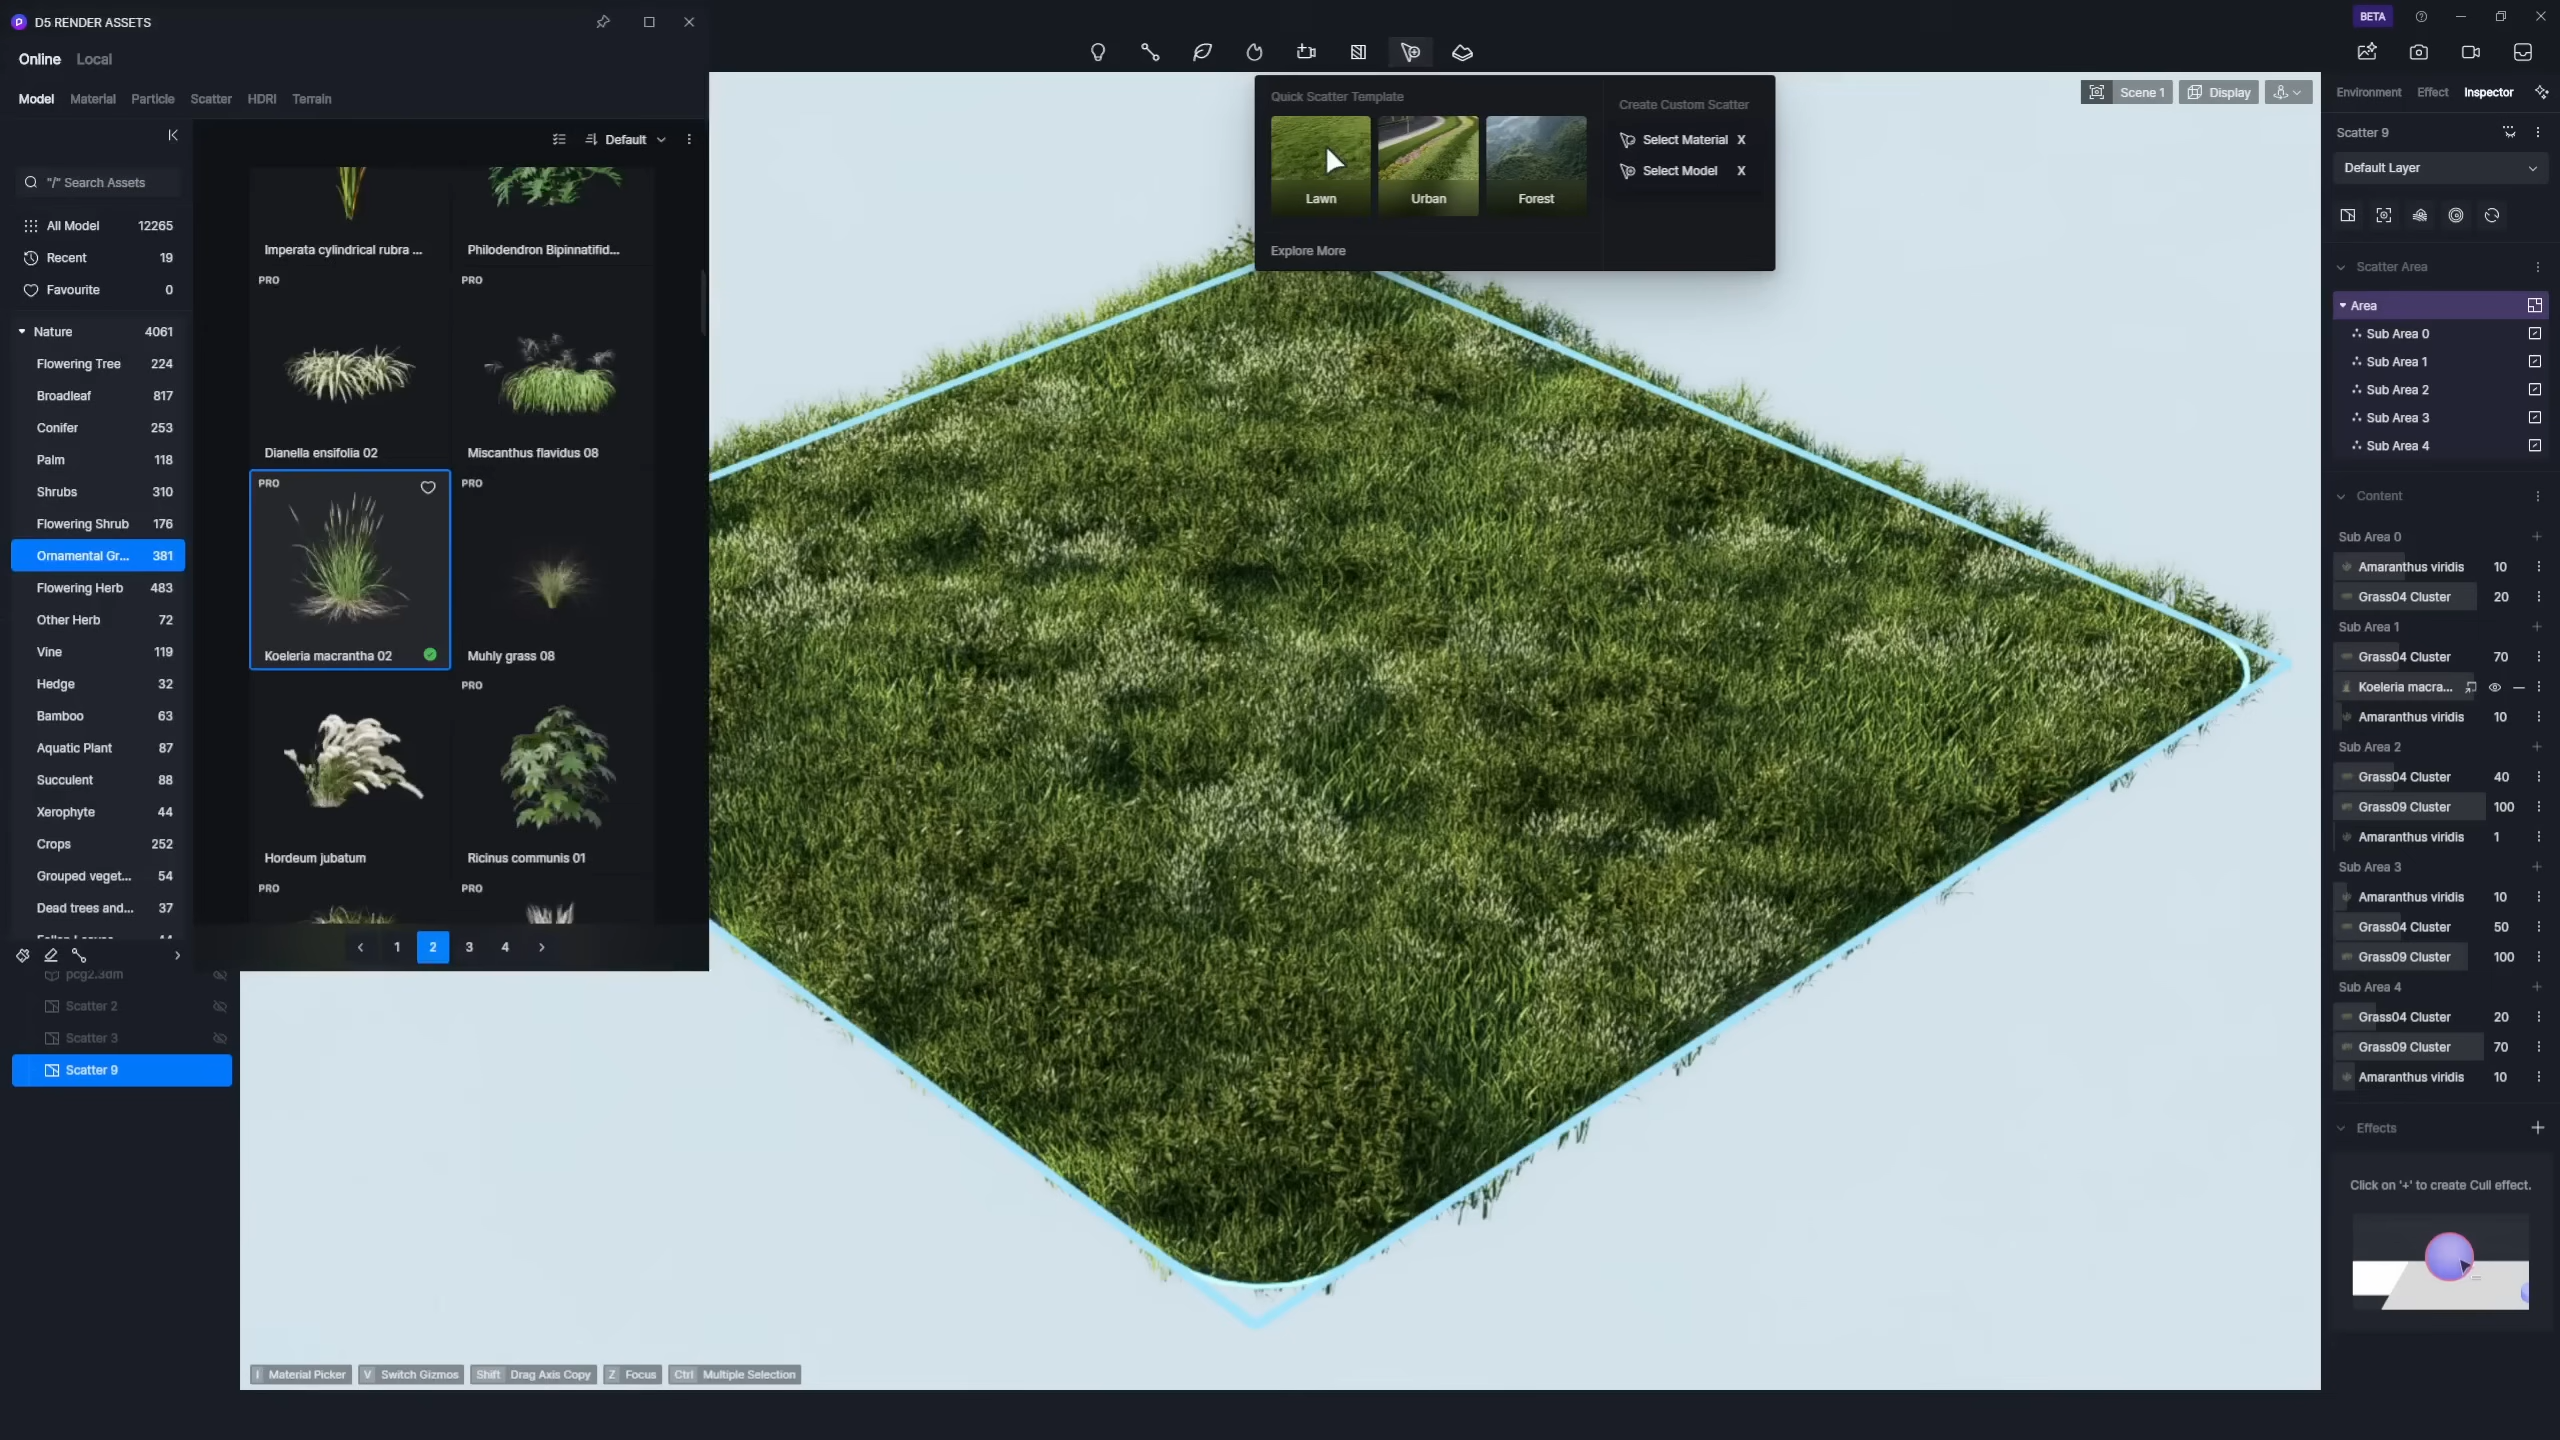 D5 RENDER ASSETS
BETA
Online Local
Model Material Particle Scatter HDRI Terrain
Default
"/" Search Assets
All Model 12265
Recent 19
Favourite 0
Nature 4061
Flowering Tree 224
Broadleaf 817
Conifer 253
Palm 118
Shrubs 310
Flowering Shrub 176
Ornamental Gr... 381
Flowering Herb 483
Other Herb 72
Vine 119
Hedge 32
Bamboo 63
Aquatic Plant 87
Succulent 88
Xerophyte 44
Crops 252
Grouped veget... 54
Dead trees and... 37
Imperata cylindrical rubra ...
Philodendron Bipinnatifid...
PRO
PRO
Dianella ensifolia 02
Miscanthus flavidus 08
PRO
PRO
Koeleria macrantha 02
Muhly grass 08
PRO
Hordeum jubatum
Ricinus communis 01
PRO
PRO
1 2 3 4
pcg2.3dm
Scatter 2
Scatter 3
Scatter 9
Quick Scatter Template
Lawn
Urban
Forest
Explore More
Create Custom Scatter
Select Material X
Select Model X
Scene 1
Display
I Material Picker
V Switch Gizmos
Shift Drag Axis Copy
Z Focus
Ctrl Multiple Selection
Environment Effect Inspector
Scatter 9
Default Layer
Scatter Area
Area
Sub Area 0
Sub Area 1
Sub Area 2
Sub Area 3
Sub Area 4
Content
Sub Area 0
Amaranthus viridis 10
Grass04 Cluster 20
Sub Area 1
Grass04 Cluster 70
Koeleria macra...
Amaranthus viridis 10
Sub Area 2
Grass04 Cluster 40
Grass09 Cluster 100
Amaranthus viridis 1
Sub Area 3
Amaranthus viridis 10
Grass04 Cluster 50
Grass09 Cluster 100
Sub Area 4
Grass04 Cluster 20
Grass09 Cluster 70
Amaranthus viridis 10
Effects
Click on '+' to create Cull effect.